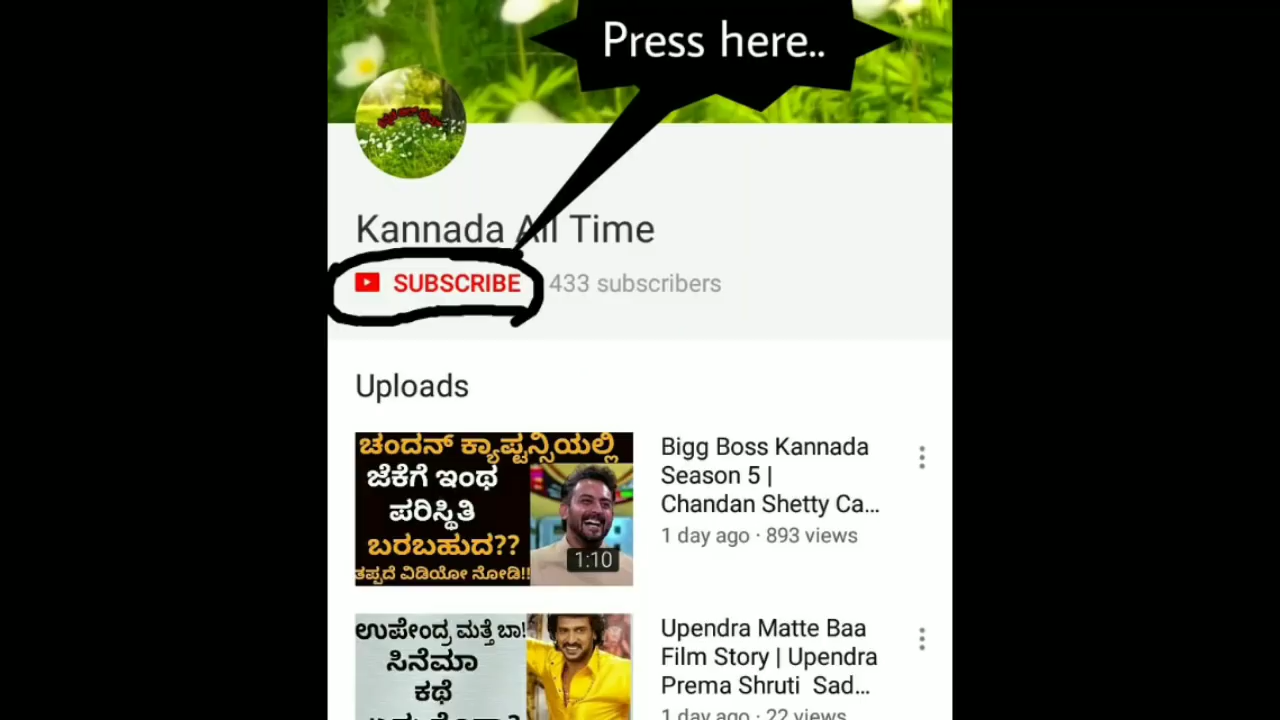 Press here..
Kannada All Time
SUBSCRIBE
433 subscribers
Uploads
ಚಂದನ್ ಕ್ಯಾಪ್ಟನ್ಸಿಯಲ್ಲಿ
ಜೆಕೆಗೆ ಇಂಥ
ಪರಿಸ್ಥಿತಿ
ಬರಬಹುದ??
ತಪ್ಪದೆ ವಿಡಿಯೋ ನೋಡಿ!!
1:10
Bigg Boss Kannada
Season 5 |
Chandan Shetty Ca...
1 day ago · 893 views
ಉಪೇಂದ್ರ ಮತ್ತೆ ಬಾ!
ಸಿನೆಮಾ
ಕಥೆ
Upendra Matte Baa
Film Story | Upendra
Prema Shruti Sad...
1 day ago · 22 views